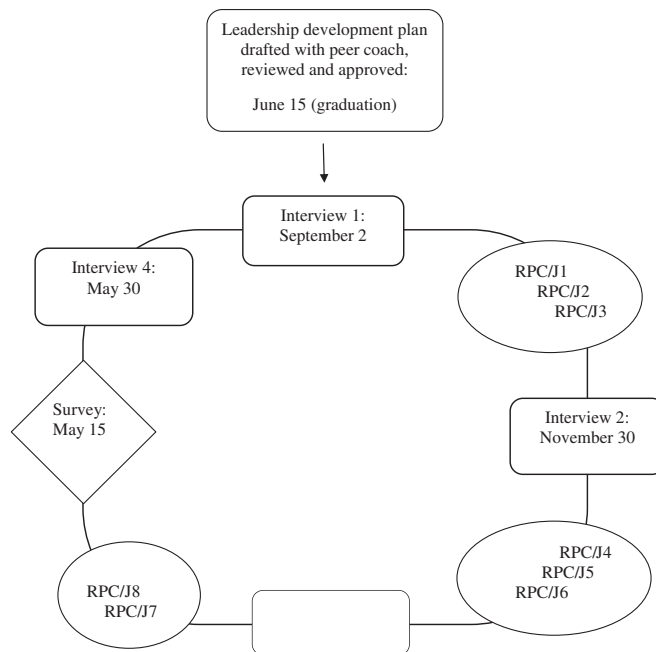 Leadership development plan
drafted with peer coach,
reviewed and approved:
June 15 (graduation)
Interview 1:
September 2
Interview 4:
May 30
RPC/J1
RPC/J2
RPC/J3
Survey:
May 15
Interview 2:
November 30
RPC/J4
RPC/J5
RPC/J6
RPC/J8
RPC/J7